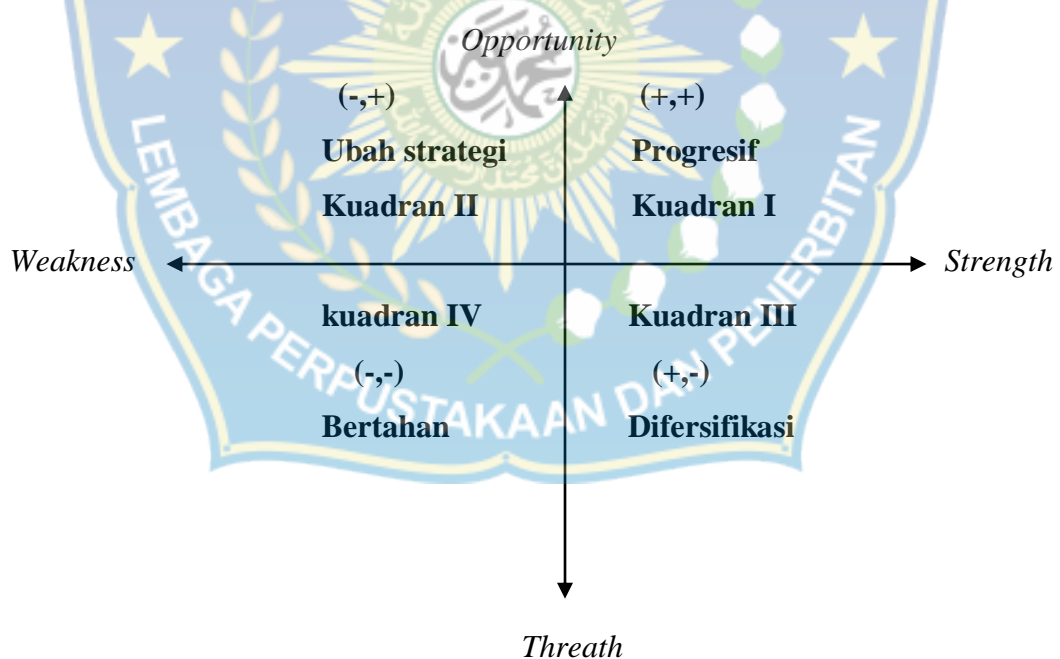 Opportunity
(-,+)
(+,+)
Ubah strategi
Progresif
Kuadran II
Kuadran I
Weakness
Strength
kuadran IV
Kuadran III
(-,-)
(+,-)
Bertahan
Difersifikasi
Threath
LEMBAGA PERPUSTAKAAN DAN PENERBITAN
محمد